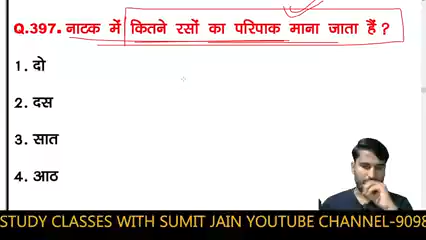 Q.397. नाटक में कितने रसों का परिपाक माना जाता हैं ?
1. दो
2. दस
3. सात
4. आठ
STUDY CLASSES WITH SUMIT JAIN YOUTUBE CHANNEL-9098